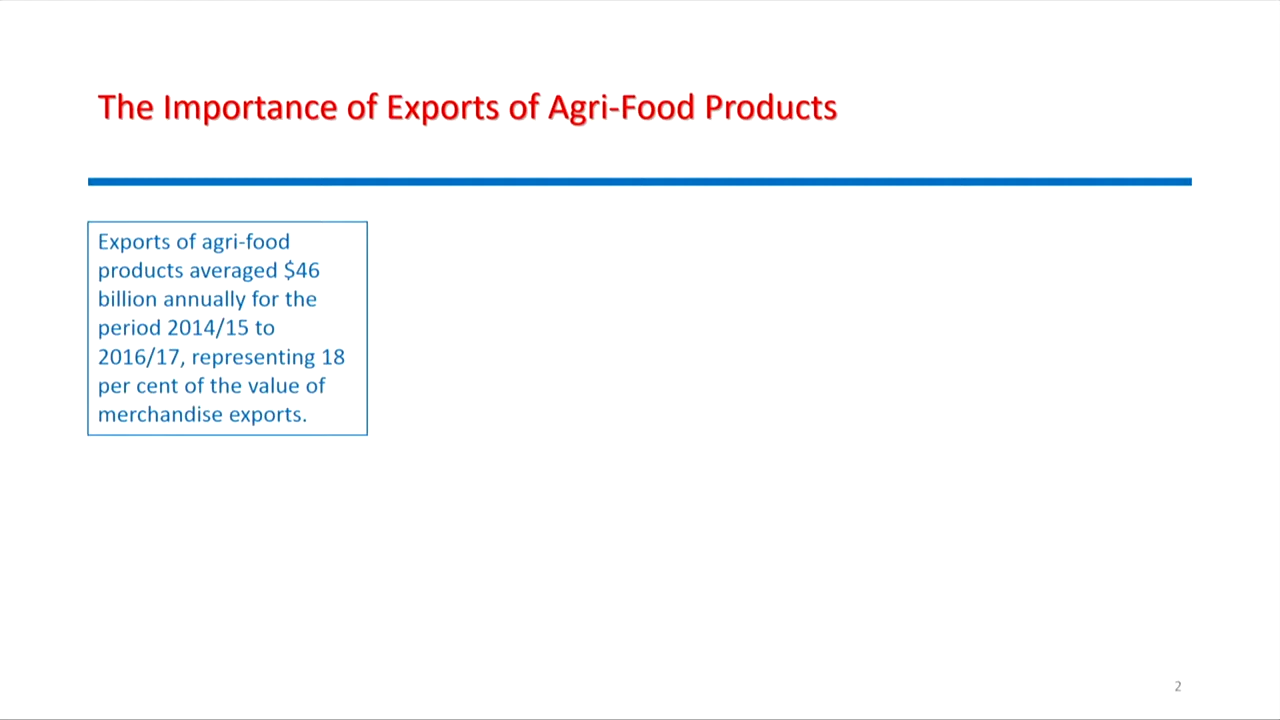 The Importance of Exports of Agri-Food Products
Exports of agri-food
products averaged $46
billion annually for the
period 2014/15 to
2016/17, representing 18
per cent of the value of
merchandise exports.
2